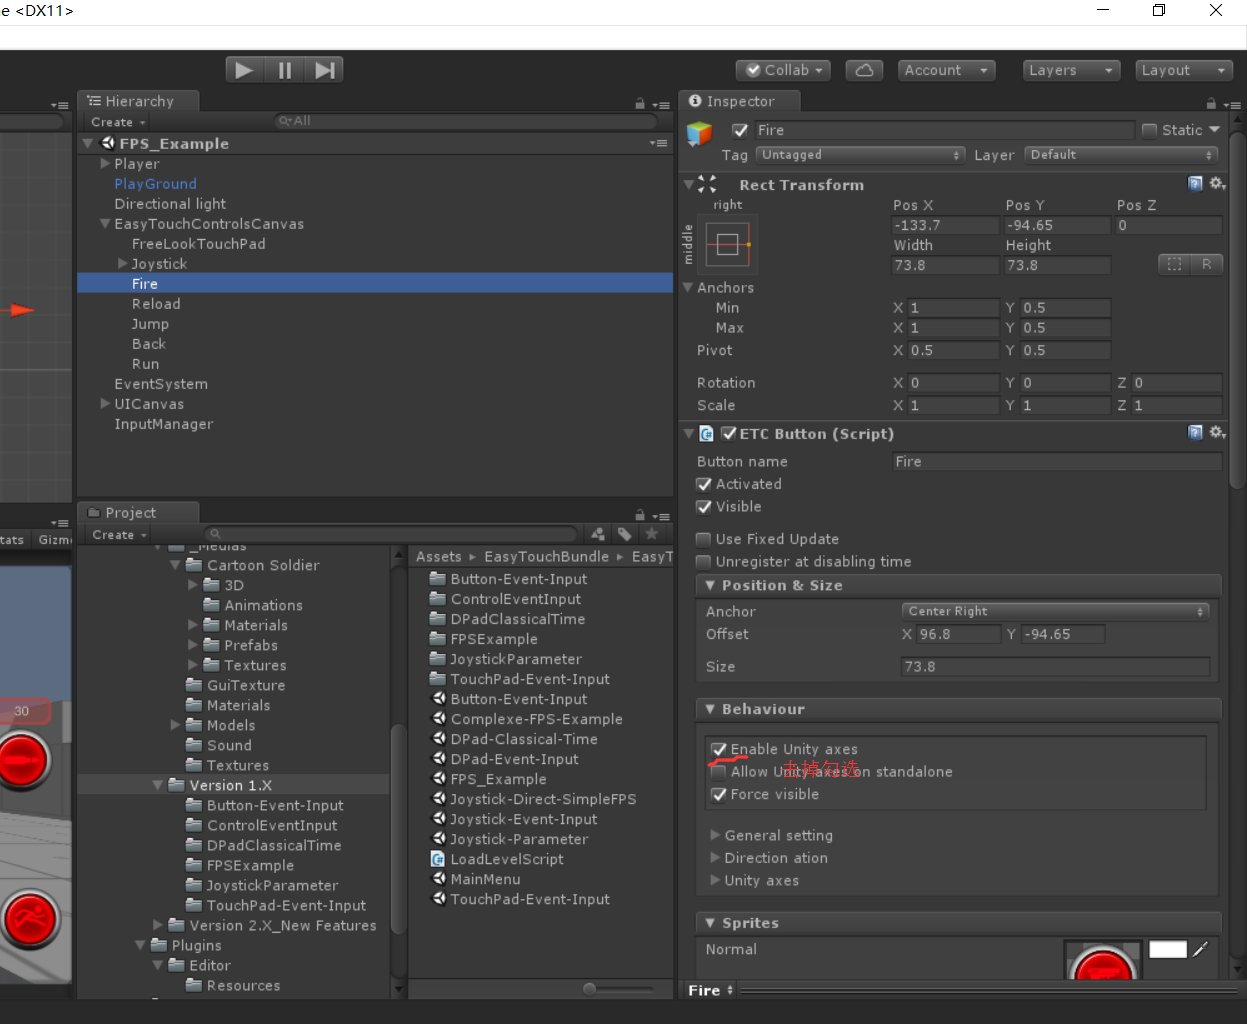 e <DX11>
Collab
Account
Layers
Layout
Hierarchy
Create
All
FPS_Example
Player
PlayGround
Directional light
EasyTouchControlsCanvas
FreeLookTouchPad
Joystick
Fire
Reload
Jump
Back
Run
EventSystem
UICanvas
InputManager
tats Gizm
30
Project
Create
_Medias
Cartoon Soldier
3D
Animations
Materials
Prefabs
Textures
GuiTexture
Materials
Models
Sound
Textures
Version 1.X
Button-Event-Input
ControlEventInput
DPadClassicalTime
FPSExample
JoystickParameter
TouchPad-Event-Input
Version 2.X_New Features
Plugins
Editor
Resources
Assets EasyTouchBundle EasyT
Button-Event-Input
ControlEventInput
DPadClassicalTime
FPSExample
JoystickParameter
TouchPad-Event-Input
Button-Event-Input
Complexe-FPS-Example
DPad-Classical-Time
DPad-Event-Input
FPS_Example
Joystick-Direct-SimpleFPS
Joystick-Event-Input
Joystick-Parameter
LoadLevelScript
MainMenu
TouchPad-Event-Input
Inspector
Fire Static
Tag Untagged Layer Default
Rect Transform
right
middle
Pos X Pos Y Pos Z
-133.7 -94.65 0
Width Height
73.8 73.8
R
Anchors
Min X 1 Y 0.5
Max X 1 Y 0.5
Pivot X 0.5 Y 0.5
Rotation X 0 Y 0 Z 0
Scale X 1 Y 1 Z 1
ETC Button (Script)
Button name Fire
Activated
Visible
Use Fixed Update
Unregister at disabling time
Position & Size
Anchor Center Right
Offset X 96.8 Y -94.65
Size 73.8
Behaviour
Enable Unity axes
去掉勾选
Allow Unity axes on standalone
Force visible
General setting
Direction ation
Unity axes
Sprites
Normal
Fire